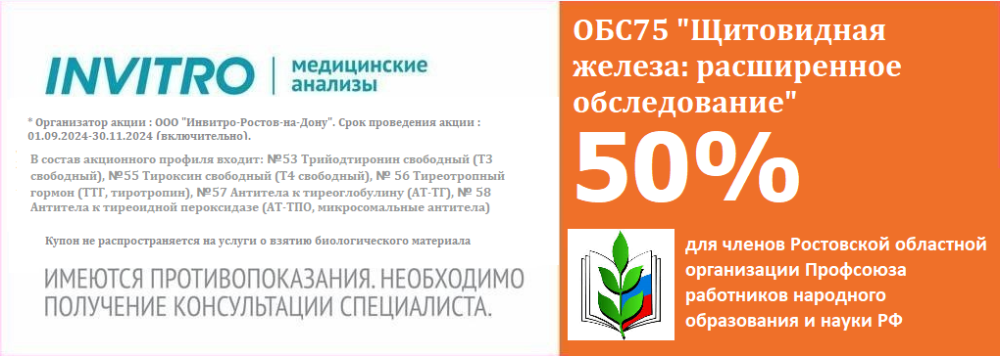 INVITRO
медицинские
анализы
* Организатор акции : ООО "Инвитро-Ростов-на-Дону". Срок проведения акции :
01.09.2024-30.11.2024 (включительно).
В состав акционного профиля входит: №53 Трийодтиронин свободный (Т3
свободный), №55 Тироксин свободный (Т4 свободный), № 56 Тиреотропный
гормон (ТТГ, тиротропин), №57 Антитела к тиреоглобулину (АТ-ТГ), № 58
Антитела к тиреоидной пероксидазе (АТ-ТПО, микросомальные антитела)
Купон не распространяется на услуги о взятию биологического материала
ИМЕЮТСЯ ПРОТИВОПОКАЗАНИЯ. НЕОБХОДИМО
ПОЛУЧЕНИЕ КОНСУЛЬТАЦИИ СПЕЦИАЛИСТА.
ОБС75 "Щитовидная
железа: расширенное
обследование"
50%
для членов Ростовской областной
организации Профсоюза
работников народного
образования и науки РФ